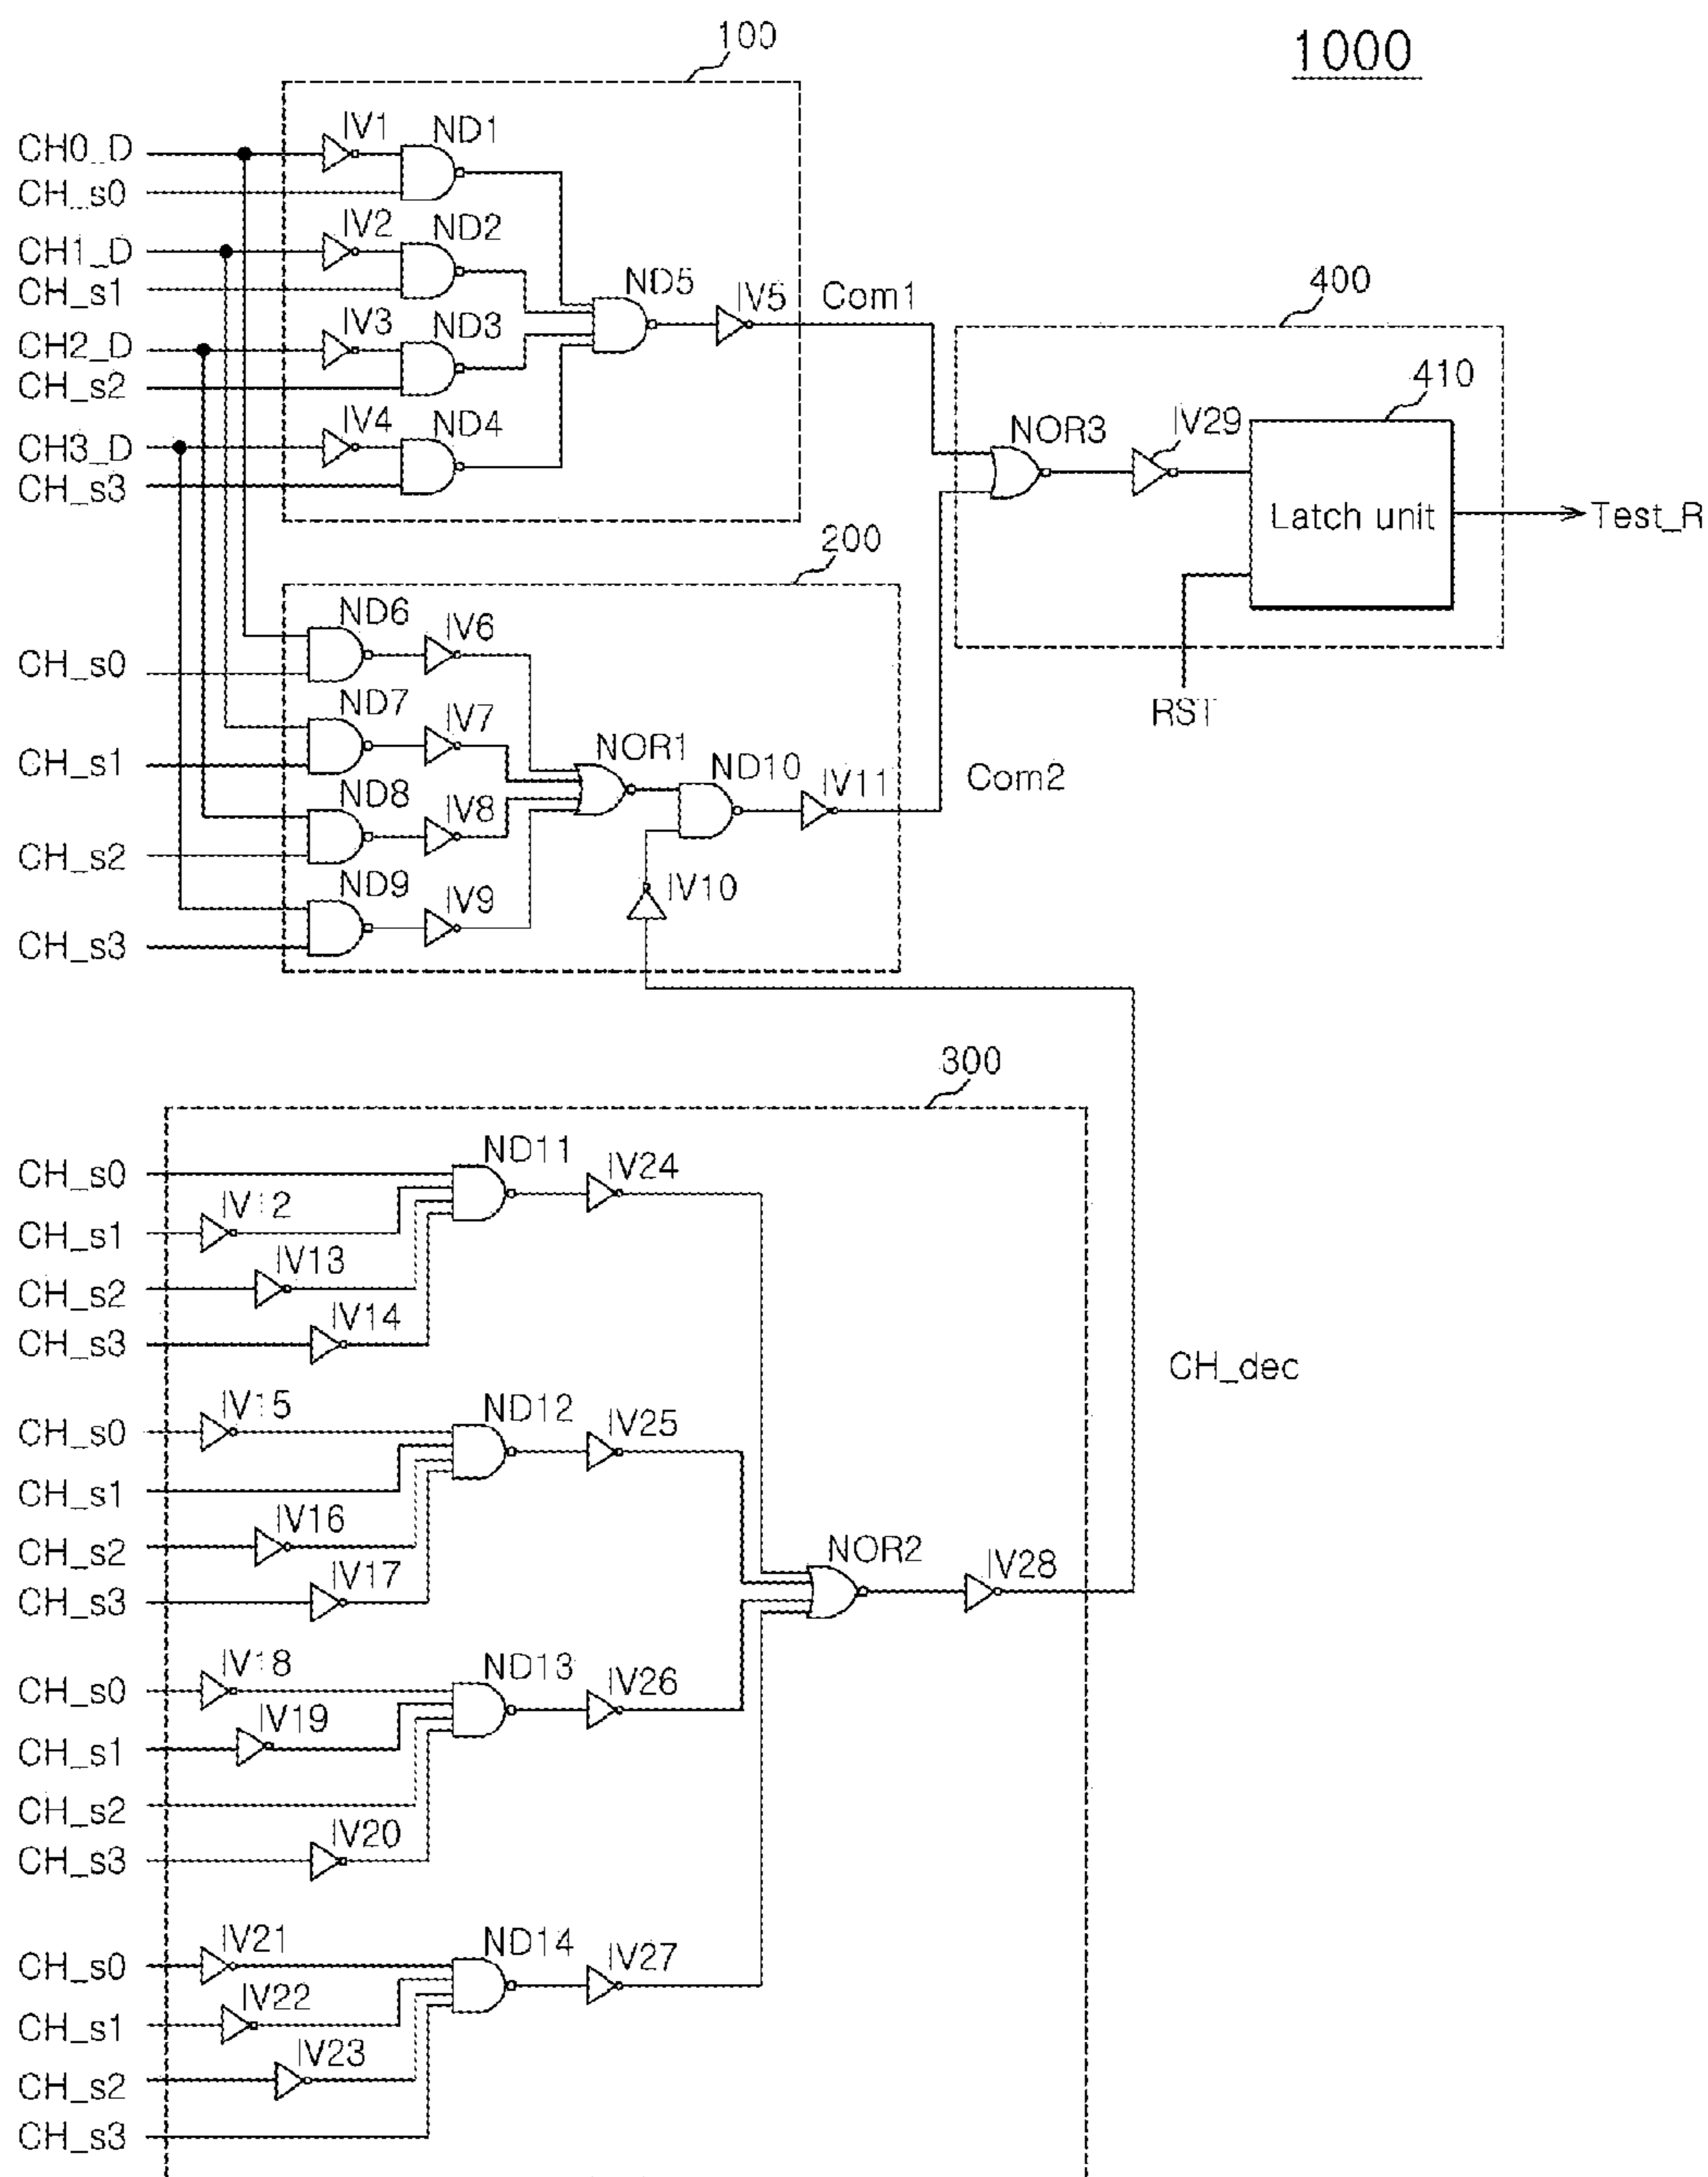 1000
100
CH0_D
IV1
ND1
CH_s0
CH1_D
IV2
ND2
CH_s1
CH2_D
IV3
ND3
CH_s2
CH3_D
IV4
ND4
CH_s3
ND5
IV5
Com1
400
410
NOR3
IV29
Latch unit
Test_R
RST
200
ND6
IV6
CH_s0
ND7
IV7
CH_s1
ND8
IV8
CH_s2
ND9
IV9
CH_s3
NOR1
ND10
IV11
Com2
IV10
300
CH_s0
ND11
IV24
IV12
CH_s1
IV13
CH_s2
IV14
CH_s3
CH_dec
IV15
CH_s0
ND12
IV25
CH_s1
IV16
CH_s2
IV17
CH_s3
NOR2
IV28
IV18
CH_s0
ND13
IV26
IV19
CH_s1
CH_s2
IV20
CH_s3
IV21
CH_s0
ND14
IV27
IV22
CH_s1
IV23
CH_s2
CH_s3